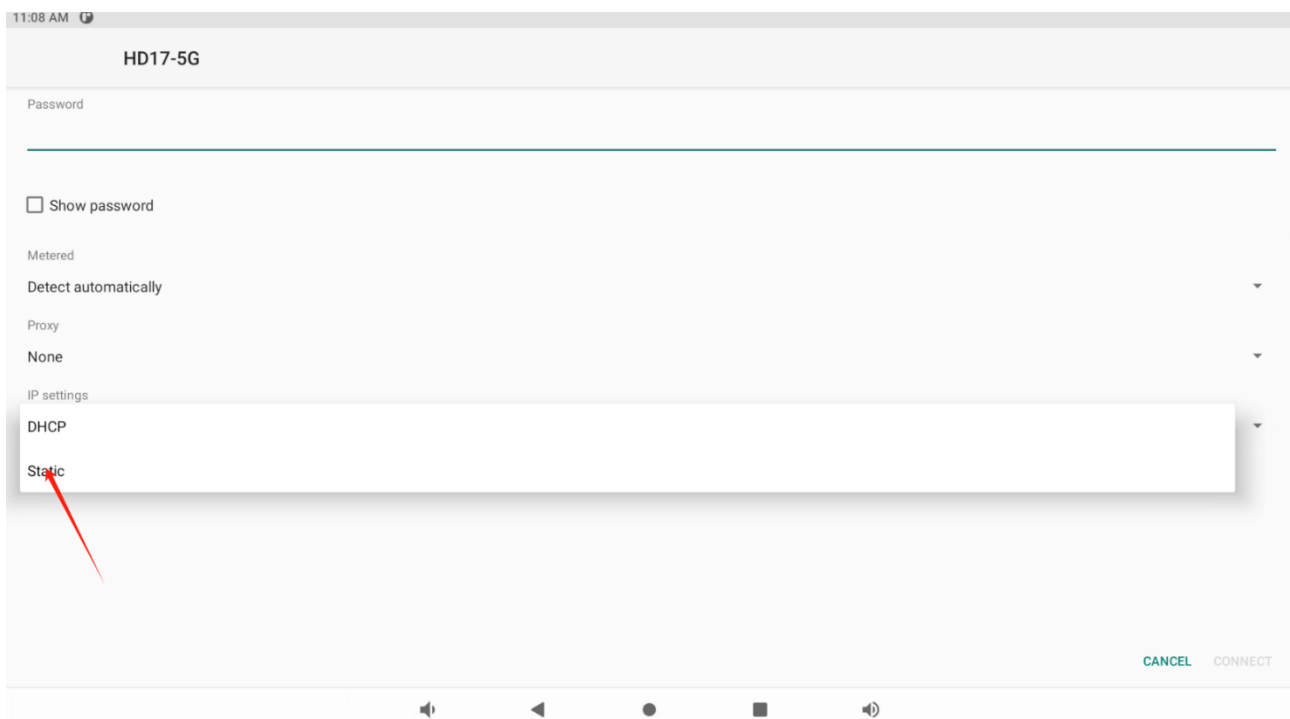 11:08 AM
HD17-5G
Password
Show password
Metered
Detect automatically
Proxy
None
IP settings
DHCP
Static
CANCEL CONNECT